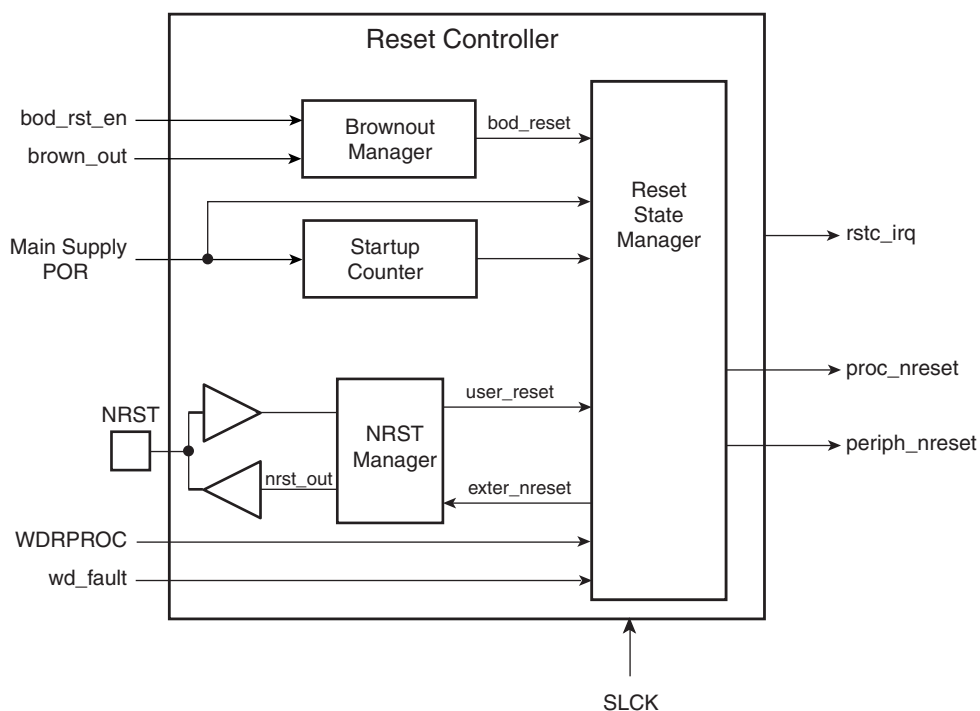 Reset Controller
bod_rst_en
brown_out
Brownout
Manager
bod_reset
Main Supply
POR
Startup
Counter
Reset
State
Manager
rstc_irq
proc_nreset
periph_nreset
NRST
NRST
Manager
user_reset
nrst_out
exter_nreset
WDRPROC
wd_fault
SLCK